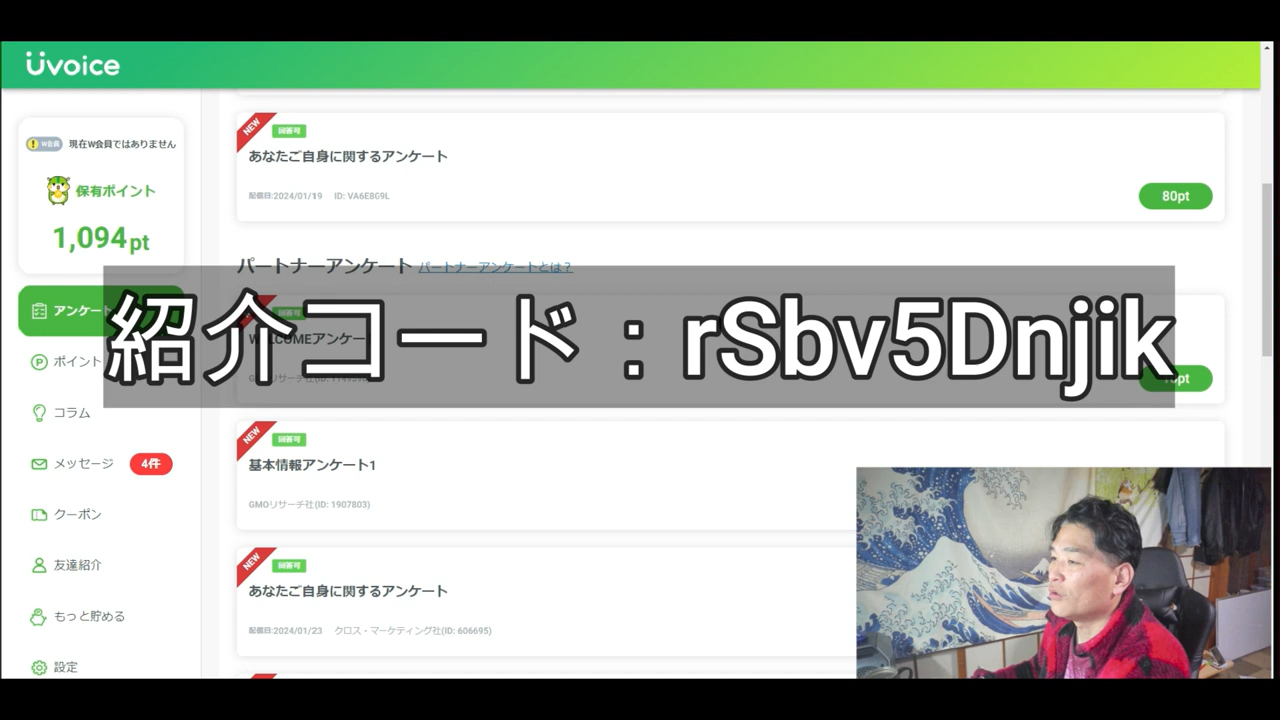 Uvoice
W会員 現在W会員ではありません
保有ポイント
1,094pt
アンケート
ポイント
コラム
メッセージ 4件
クーポン
友達紹介
もっと貯める
設定
NEW 回答可
あなたご自身に関するアンケート
配信日:2024/01/19 ID: VA6E8G9L
80pt
パートナーアンケート パートナーアンケートとは?
紹介コード：rSbv5Dnjik
NEW 回答可
基本情報アンケート1
GMOリサーチ社(ID: 1907803)
NEW 回答可
あなたご自身に関するアンケート
配信日:2024/01/23 クロス・マーケティング社(ID: 606695)